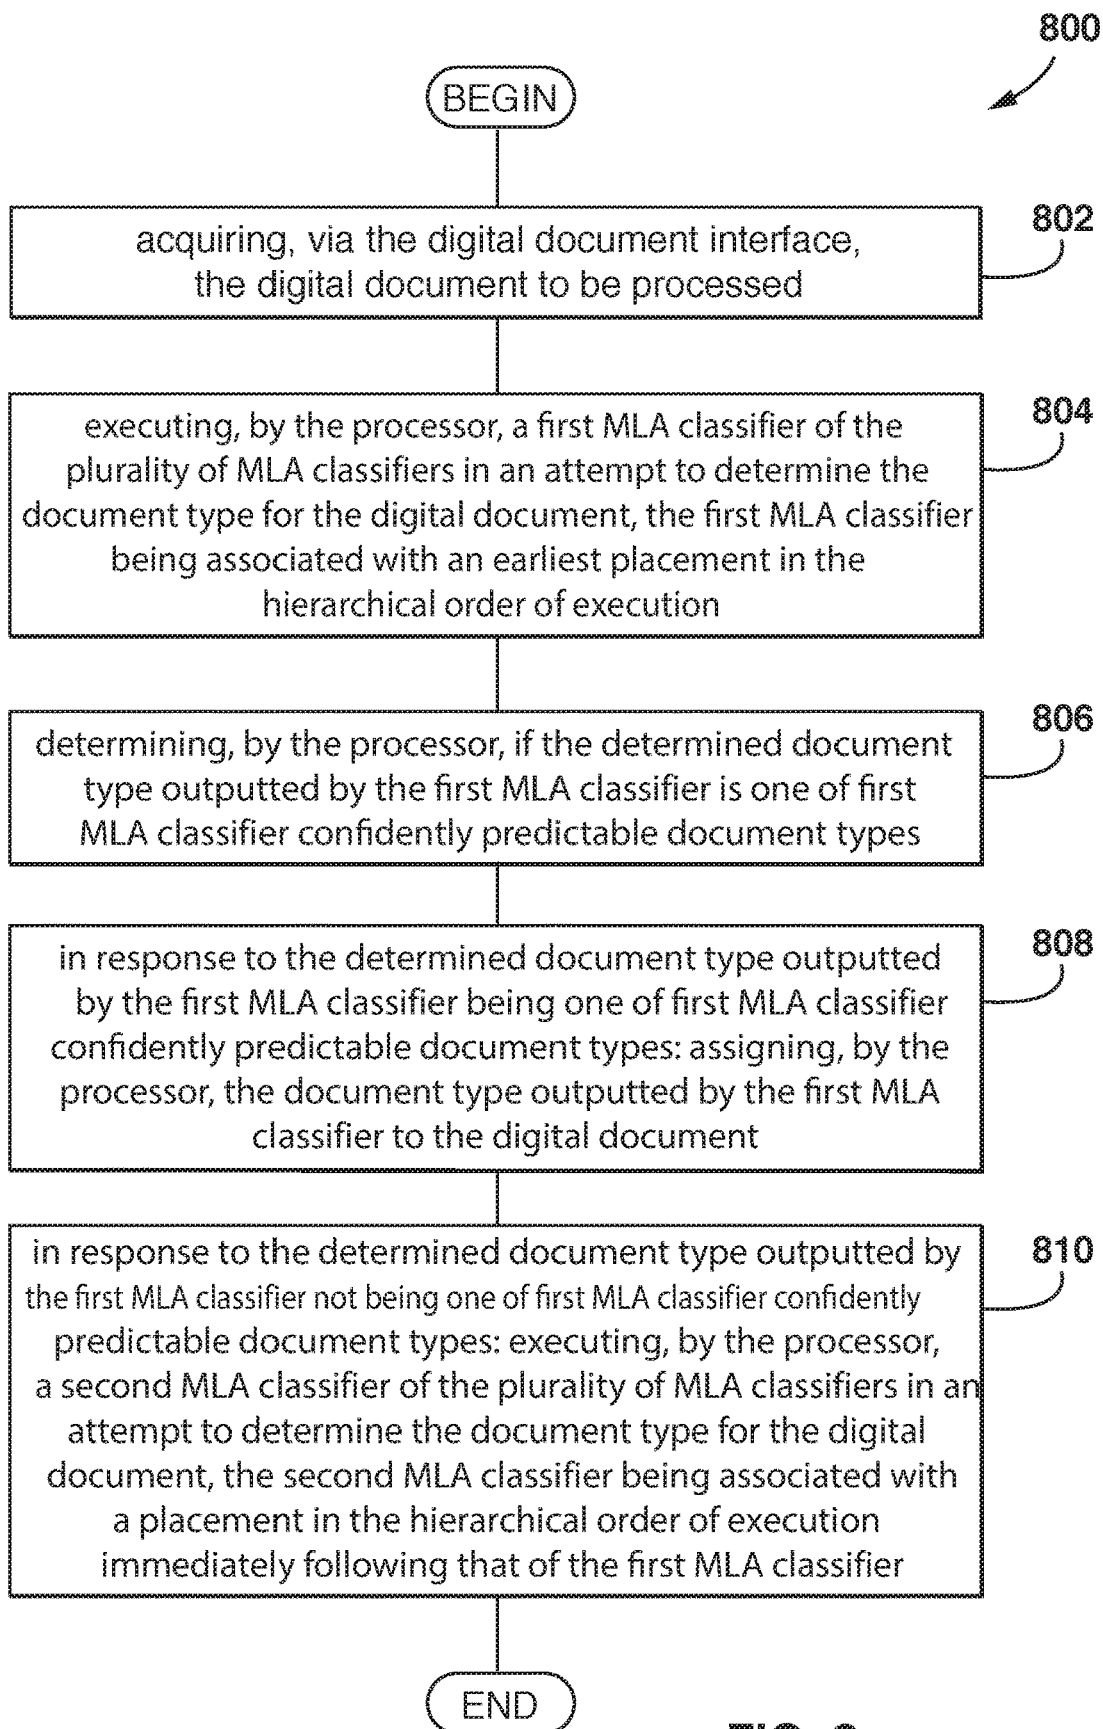 800
BEGIN
802
acquiring, via the digital document interface,
the digital document to be processed
804
executing, by the processor, a first MLA classifier of the
plurality of MLA classifiers in an attempt to determine the
document type for the digital document, the first MLA classifier
being associated with an earliest placement in the
hierarchical order of execution
806
determining, by the processor, if the determined document
type outputted by the first MLA classifier is one of first
MLA classifier confidently predictable document types
808
in response to the determined document type outputted
by the first MLA classifier being one of first MLA classifier
confidently predictable document types: assigning, by the
processor, the document type outputted by the first MLA
classifier to the digital document
810
in response to the determined document type outputted by
the first MLA classifier not being one of first MLA classifier confidently
predictable document types: executing, by the processor,
a second MLA classifier of the plurality of MLA classifiers in an
attempt to determine the document type for the digital
document, the second MLA classifier being associated with
a placement in the hierarchical order of execution
immediately following that of the first MLA classifier
END